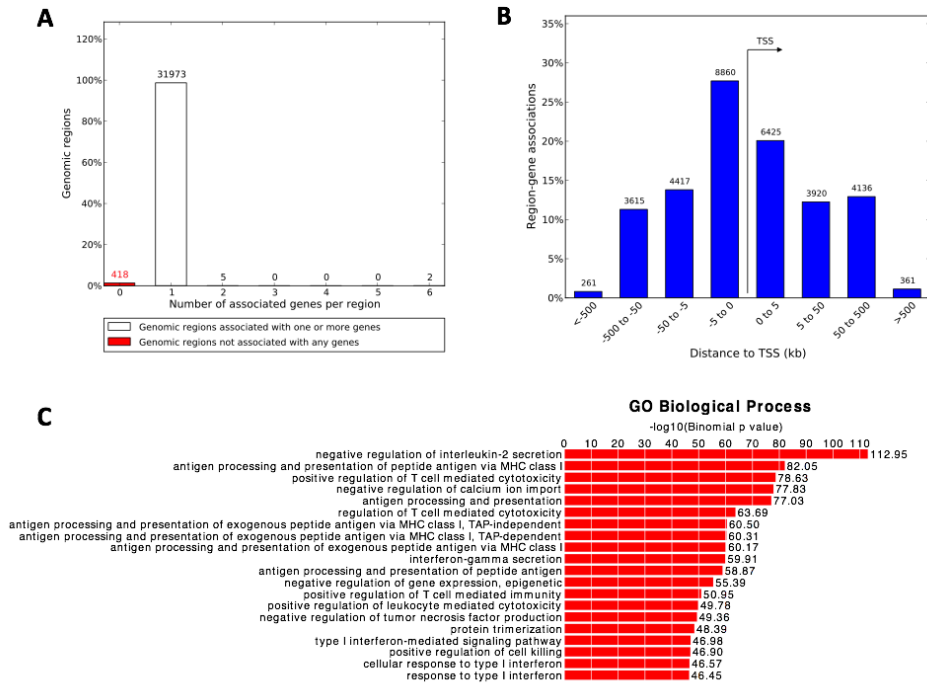 A
120%
100%
80%
60%
40%
20%
0%
Genomic regions
418
31973
5
0
0
0
2
0
1
2
3
4
5
6
Number of associated genes per region
Genomic regions associated with one or more genes
Genomic regions not associated with any genes
B
35%
30%
25%
20%
15%
10%
5%
0%
Region-gene associations
TSS
261
3615
4417
8860
6425
3920
4136
361
<-500
-500 to -50
-50 to -5
-5 to 0
0 to 5
5 to 50
50 to 500
>500
Distance to TSS (kb)
C
GO Biological Process
-log10(Binomial p value)
0 10 20 30 40 50 60 70 80 90 100 110
negative regulation of interleukin-2 secretion 112.95
antigen processing and presentation of peptide antigen via MHC class I 82.05
positive regulation of T cell mediated cytotoxicity 78.63
negative regulation of calcium ion import 77.83
antigen processing and presentation 77.03
regulation of T cell mediated cytotoxicity 63.69
antigen processing and presentation of exogenous peptide antigen via MHC class I, TAP-independent 60.50
antigen processing and presentation of exogenous peptide antigen via MHC class I, TAP-dependent 60.31
antigen processing and presentation of exogenous peptide antigen via MHC class I 60.17
interferon-gamma secretion 59.91
antigen processing and presentation of peptide antigen 58.87
negative regulation of gene expression, epigenetic 55.39
positive regulation of T cell mediated immunity 50.95
positive regulation of leukocyte mediated cytotoxicity 49.78
negative regulation of tumor necrosis factor production 49.36
protein trimerization 48.39
type I interferon-mediated signaling pathway 46.98
positive regulation of cell killing 46.90
cellular response to type I interferon 46.57
response to type I interferon 46.45